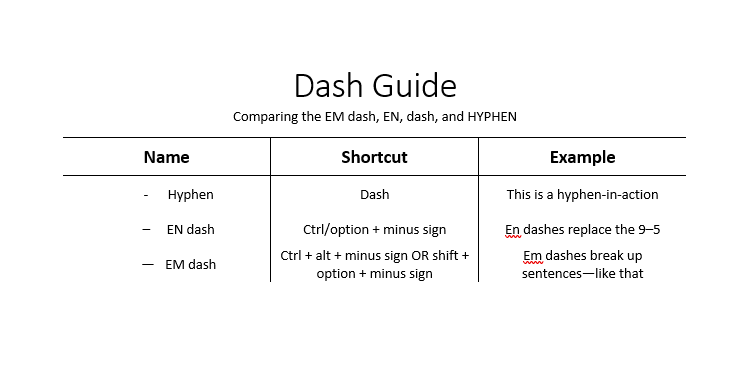 Dash Guide
Comparing the EM dash, EN, dash, and HYPHEN
Name Shortcut Example
- Hyphen Dash This is a hyphen-in-action
– EN dash Ctrl/option + minus sign En dashes replace the 9–5
— EM dash Ctrl + alt + minus sign OR shift + option + minus sign Em dashes break up sentences—like that